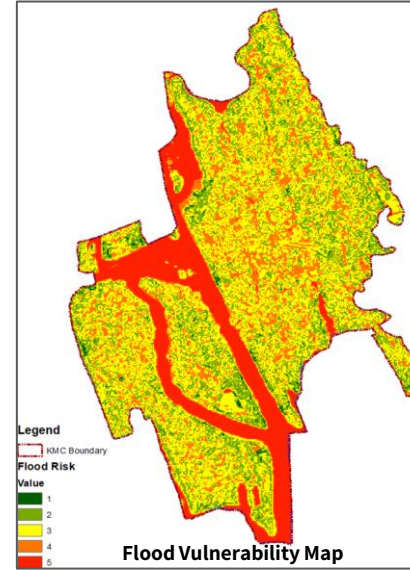 Legend
KMC Boundary
Flood Risk
Value
1
2
3
4
5
Flood Vulnerability Map